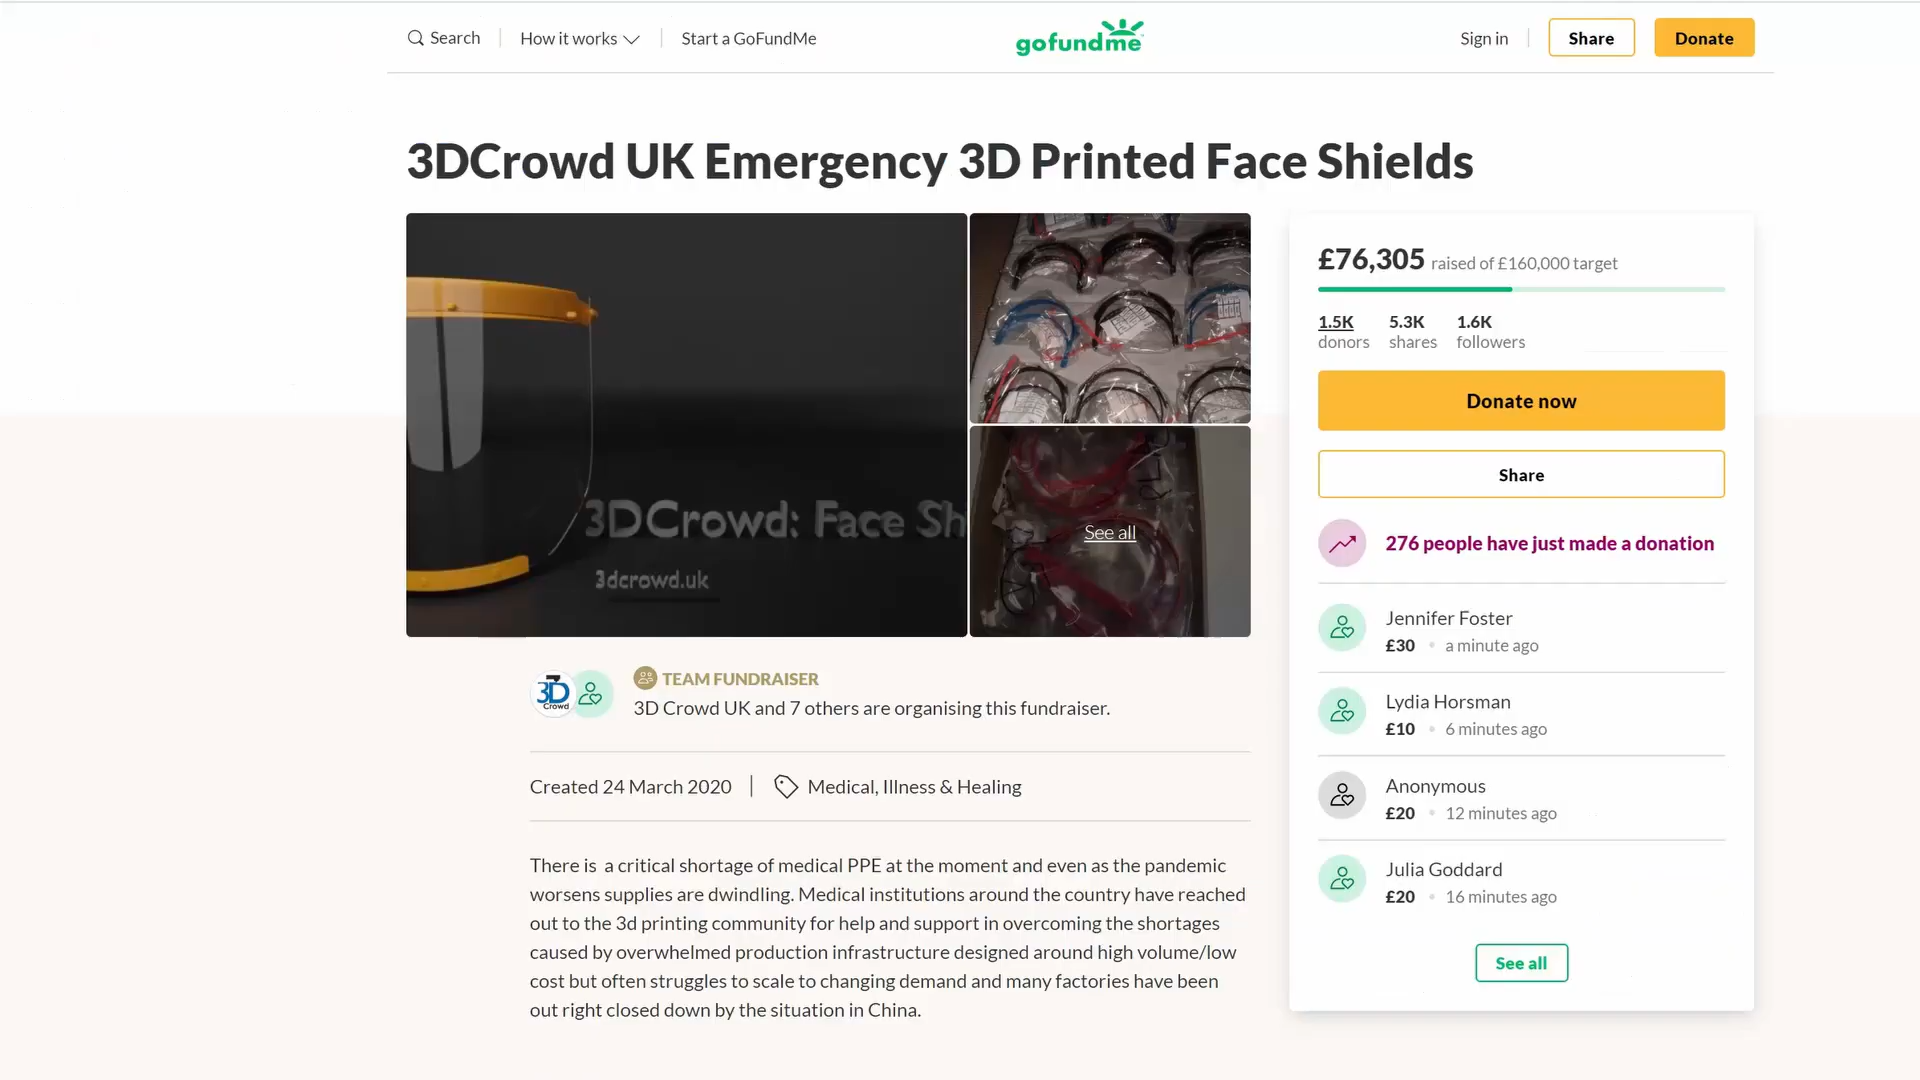 Search
How it works
Start a GoFundMe
gofundme
Sign in
Share
Donate
3DCrowd UK Emergency 3D Printed Face Shields
3DCrowd: Face Sh
3dcrowd.uk
See all
£76,305 raised of £160,000 target
1.5K 5.3K 1.6K
donors shares followers
Donate now
Share
276 people have just made a donation
Jennifer Foster
£30 • a minute ago
Lydia Horsman
£10 • 6 minutes ago
Anonymous
£20 • 12 minutes ago
Julia Goddard
£20 • 16 minutes ago
See all
3D
Crowd
TEAM FUNDRAISER
3D Crowd UK and 7 others are organising this fundraiser.
Created 24 March 2020 | Medical, Illness & Healing
There is a critical shortage of medical PPE at the moment and even as the pandemic
worsens supplies are dwindling. Medical institutions around the country have reached
out to the 3d printing community for help and support in overcoming the shortages
caused by overwhelmed production infrastructure designed around high volume/low
cost but often struggles to scale to changing demand and many factories have been
out right closed down by the situation in China.